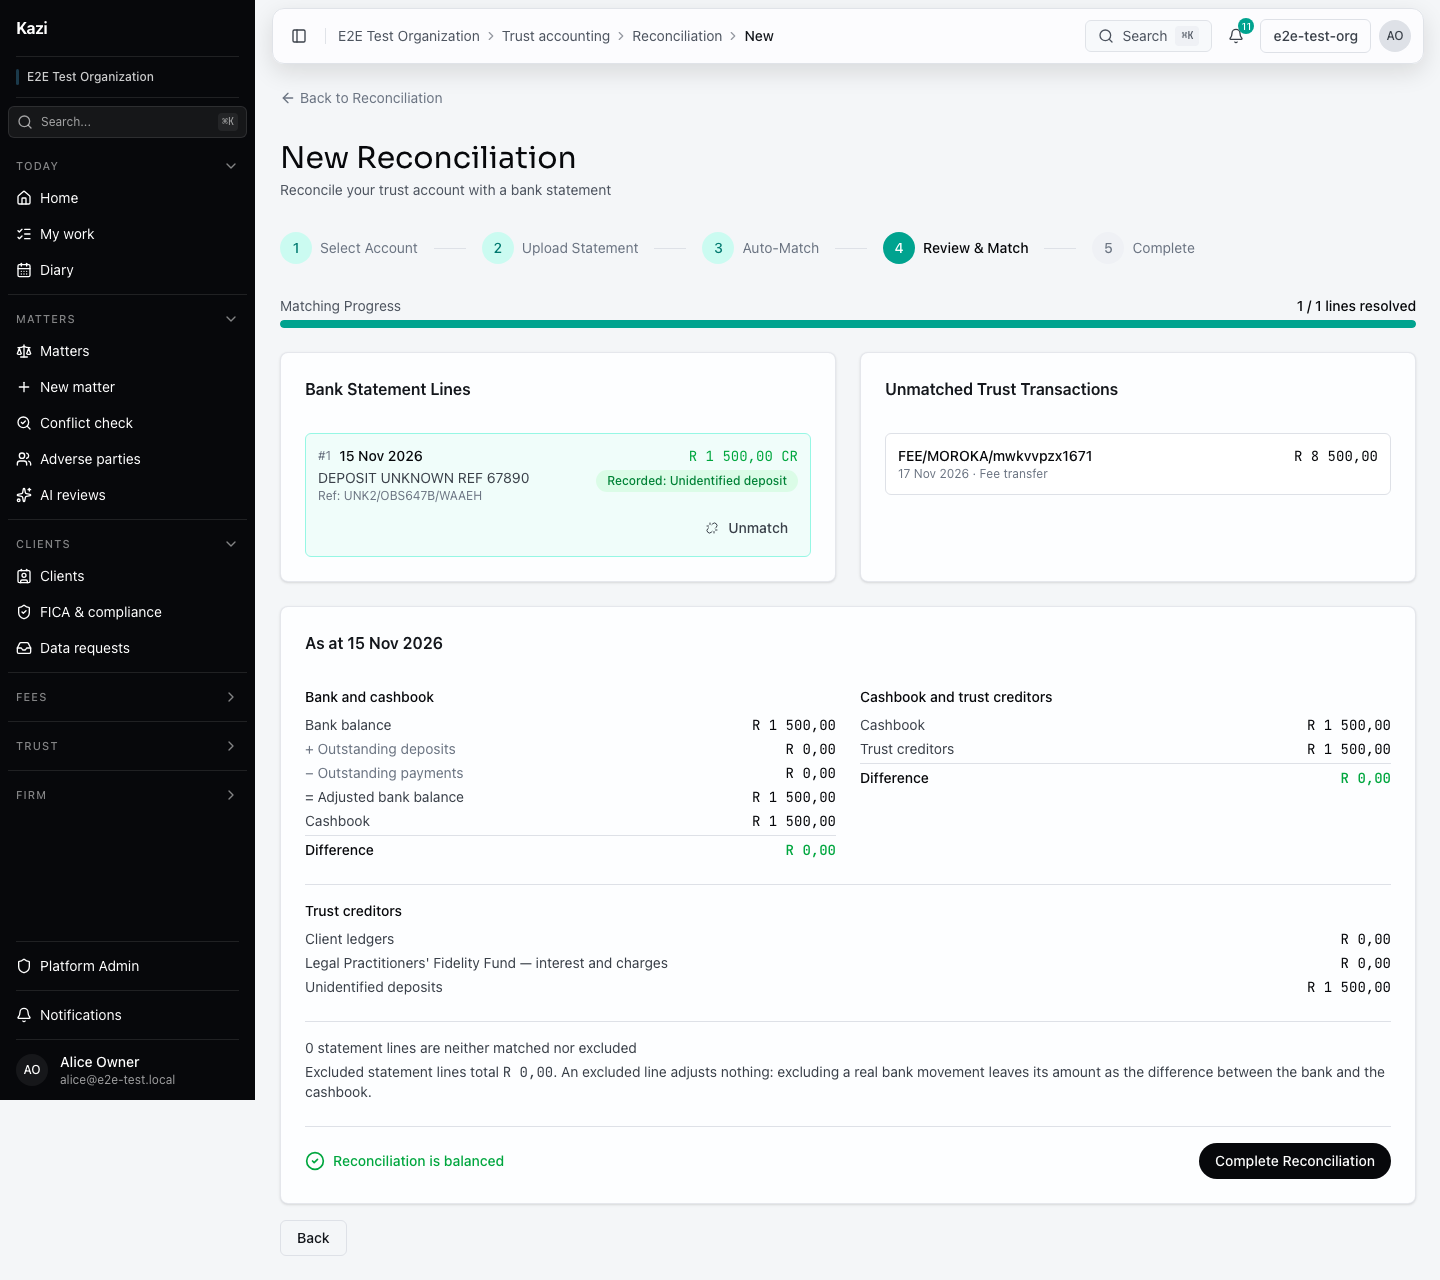 Kazi
E2E Test Organization
Search... ⌘K
TODAY
Home
My work
Diary
MATTERS
Matters
New matter
Conflict check
Adverse parties
AI reviews
CLIENTS
Clients
FICA & compliance
Data requests
FEES
TRUST
FIRM
Platform Admin
Notifications
AO
Alice Owner
alice@e2e-test.local
E2E Test Organization > Trust accounting > Reconciliation > New
Search ⌘K
11
e2e-test-org
AO
← Back to Reconciliation
New Reconciliation
Reconcile your trust account with a bank statement
1 Select Account
2 Upload Statement
3 Auto-Match
4 Review & Match
5 Complete
Matching Progress
1 / 1 lines resolved
Bank Statement Lines
#1 15 Nov 2026 R 1 500,00 CR
DEPOSIT UNKNOWN REF 67890
Recorded: Unidentified deposit
Ref: UNK2/OBS647B/WAAEH
Unmatch
Unmatched Trust Transactions
FEE/MOROKA/mwkvvpzx1671 R 8 500,00
17 Nov 2026 · Fee transfer
As at 15 Nov 2026
Bank and cashbook
Bank balance R 1 500,00
+ Outstanding deposits R 0,00
− Outstanding payments R 0,00
= Adjusted bank balance R 1 500,00
Cashbook R 1 500,00
Difference R 0,00
Cashbook and trust creditors
Cashbook R 1 500,00
Trust creditors R 1 500,00
Difference R 0,00
Trust creditors
Client ledgers R 0,00
Legal Practitioners' Fidelity Fund — interest and charges R 0,00
Unidentified deposits R 1 500,00
0 statement lines are neither matched nor excluded
Excluded statement lines total R 0,00. An excluded line adjusts nothing: excluding a real bank movement leaves its amount as the difference between the bank and the
cashbook.
Reconciliation is balanced
Complete Reconciliation
Back